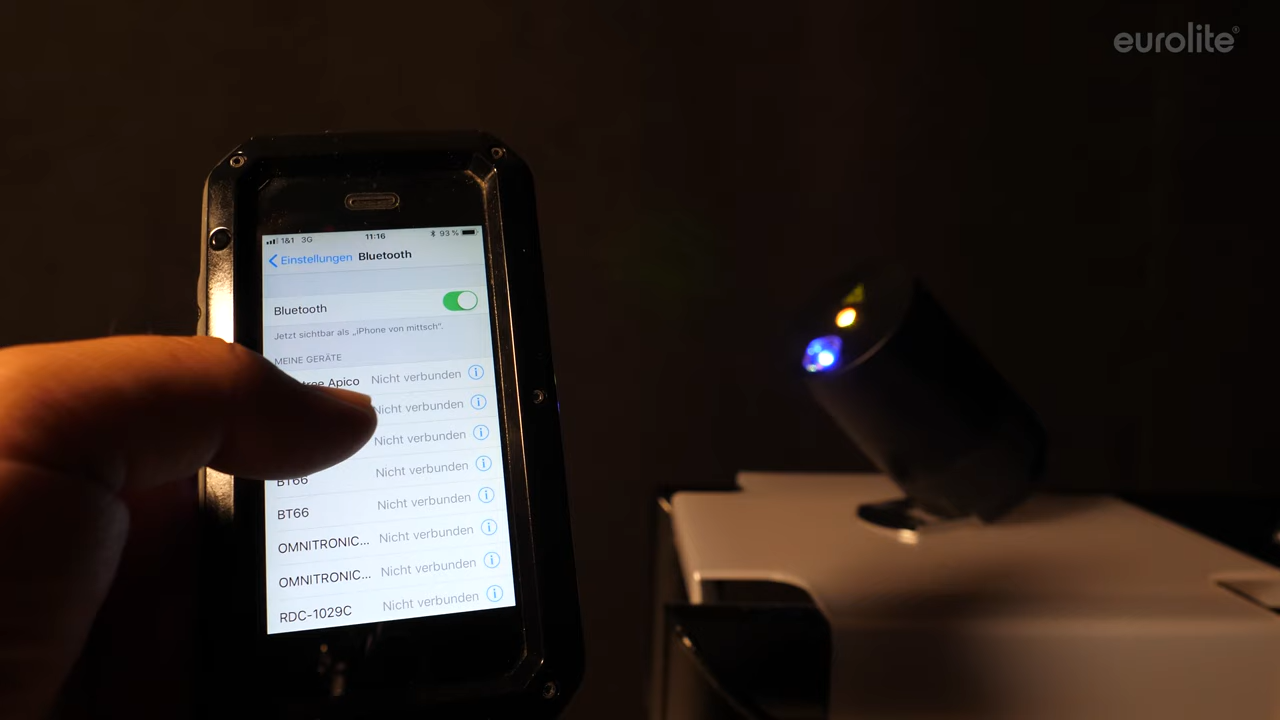 eurolite®
1&1 3G 11:16 93 %
Einstellungen Bluetooth
Bluetooth
Jetzt sichtbar als „iPhone von mittsch“.
MEINE GERÄTE
Apico Nicht verbunden
Nicht verbunden
Nicht verbunden
BT66 Nicht verbunden
BT66 Nicht verbunden
OMNITRONIC... Nicht verbunden
OMNITRONIC... Nicht verbunden
RDC-1029C Nicht verbunden